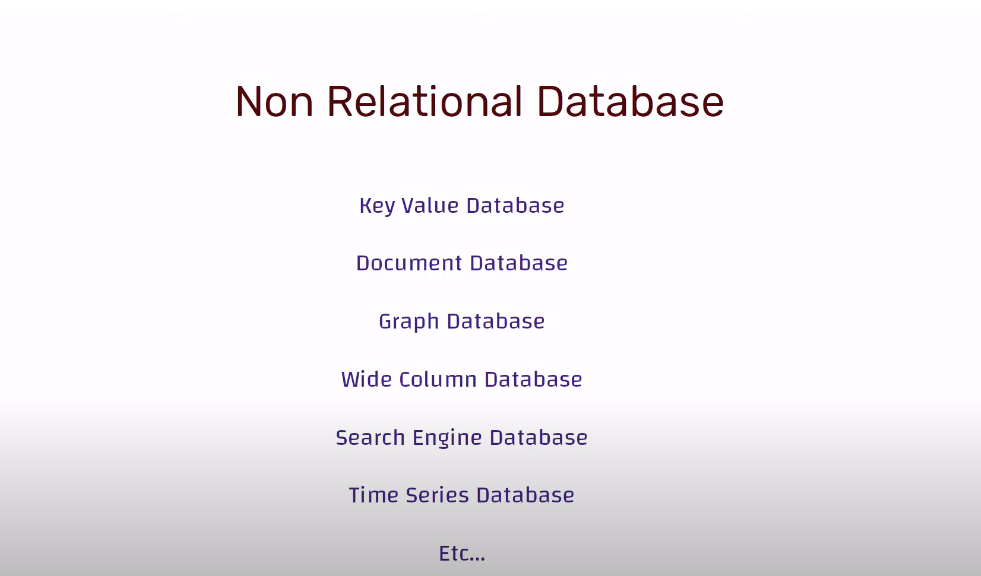 Non Relational Database
Key Value Database
Document Database
Graph Database
Wide Column Database
Search Engine Database
Time Series Database
Etc...